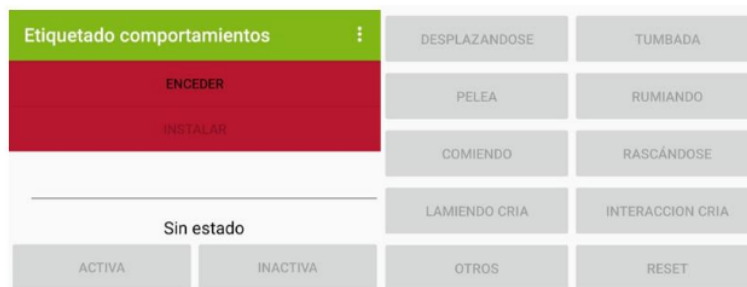 Etiquetado comportamientos
ENCEDER
INSTALAR
Sin estado
ACTIVA INACTIVA
DESPLAZANDOSE TUMBADA
PELEA RUMIANDO
COMIENDO RASCÁNDOSE
LAMIENDO CRIA INTERACCION CRIA
OTROS RESET